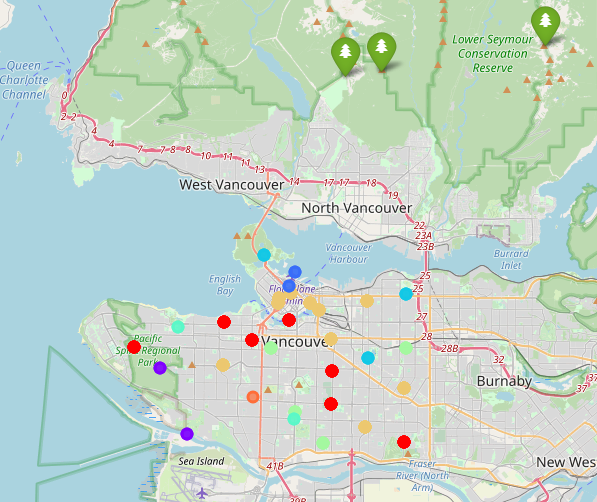 Queen
Charlotte
Channel
Lower Seymour
Conservation
Reserve
0
2 2
4
4
7
7 8 8
10
11
11
13
14
17 17
18
19
22
23A
23B
25
25
27
28
28B
32
37
37
West Vancouver
North Vancouver
Vancouver
Harbour
Burrard
Inlet
English
Bay
Pacific
Park
Vancouver
Burnaby
Sea Island
41B
39B
Fraser
River (North
Arm)
New West